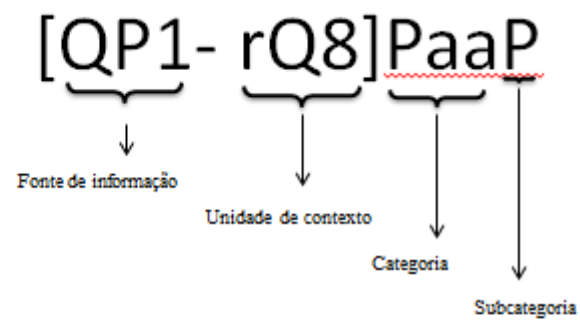 [QP1- rQ8]PaaP
Fonte de informação
Unidade de contexto
Categoria
Subcategoria